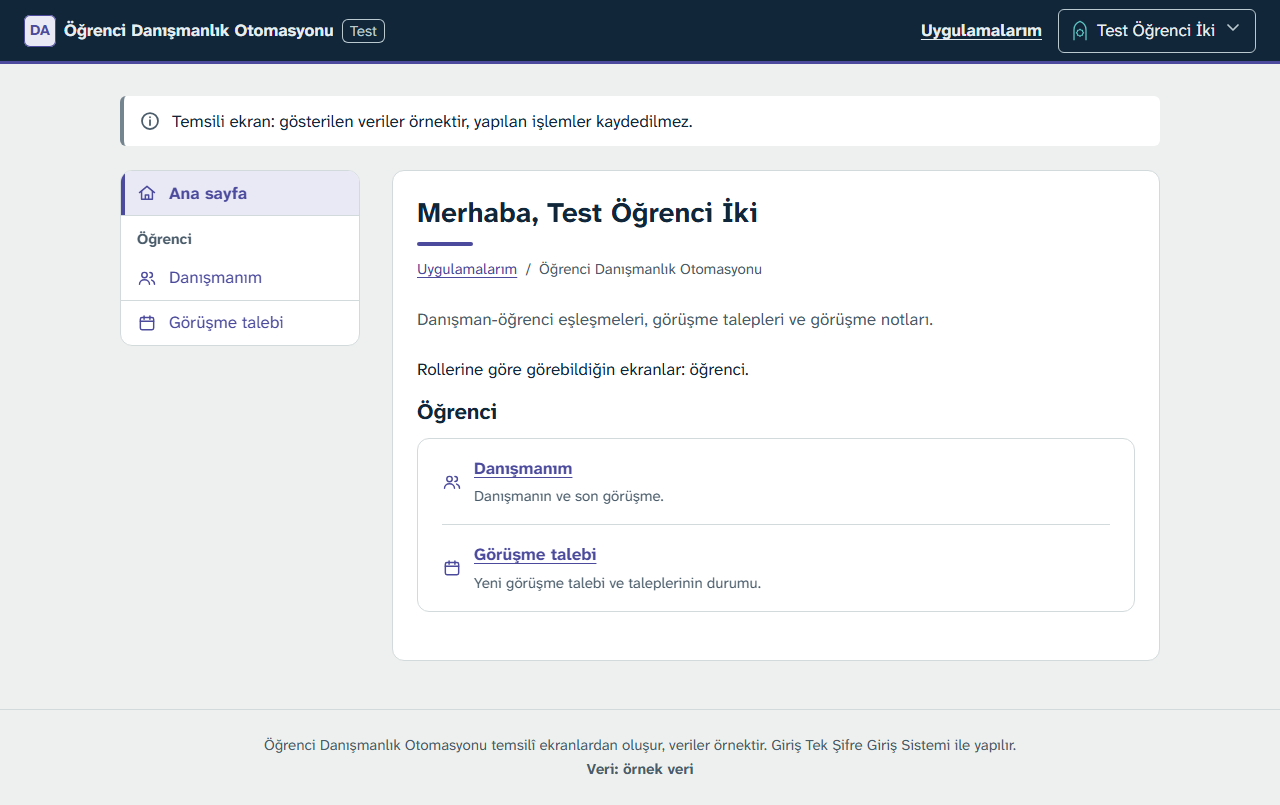 DA Öğrenci Danışmanlık Otomasyonu Test
Uygulamalarım Test Öğrenci İki
Temsili ekran: gösterilen veriler örnektir, yapılan işlemler kaydedilmez.
Ana sayfa
Öğrenci
Danışmanım
Görüşme talebi
Merhaba, Test Öğrenci İki
Uygulamalarım / Öğrenci Danışmanlık Otomasyonu
Danışman-öğrenci eşleşmeleri, görüşme talepleri ve görüşme notları.
Rollerine göre görebildiğin ekranlar: öğrenci.
Öğrenci
Danışmanım
Danışmanın ve son görüşme.
Görüşme talebi
Yeni görüşme talebi ve taleplerinin durumu.
Öğrenci Danışmanlık Otomasyonu temsilî ekranlardan oluşur, veriler örnektir. Giriş Tek Şifre Giriş Sistemi ile yapılır.
Veri: örnek veri